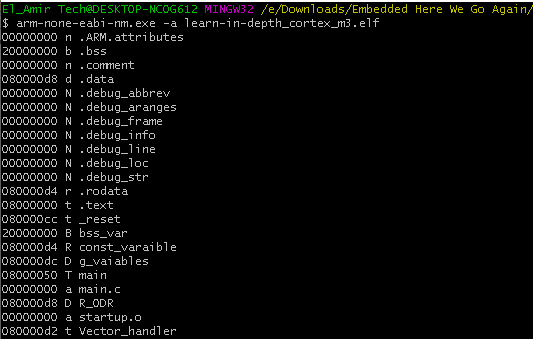 El_Amir Tech@DESKTOP-NCOG612 MINGW32 /e/Downloads/Embedded Here We Go Again/
$ arm-none-eabi-nm.exe -a learn-in-depth_cortex_m3.elf
00000000 n .ARM.attributes
20000000 b .bss
00000000 n .comment
080000d8 d .data
00000000 N .debug_abbrev
00000000 N .debug_aranges
00000000 N .debug_frame
00000000 N .debug_info
00000000 N .debug_line
00000000 N .debug_loc
00000000 N .debug_str
080000d4 r .rodata
08000000 t .text
080000cc t _reset
20000000 B bss_var
080000d4 R const_varaible
080000dc D g_vaiables
08000050 T main
00000000 a main.c
080000d8 D R_ODR
00000000 a startup.o
080000d2 t Vector_handler